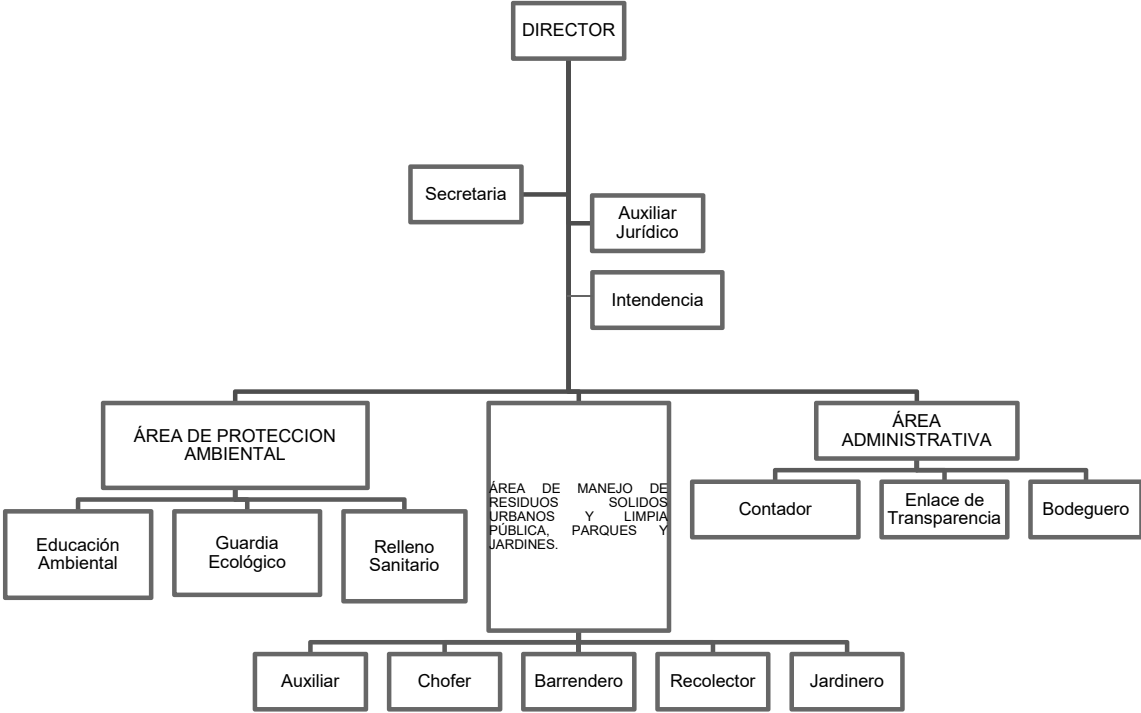 DIRECTOR
Secretaria
Auxiliar
Jurídico
Intendencia
ÁREA DE PROTECCION
AMBIENTAL
ÁREA DE MANEJO DE
RESIDUOS SOLIDOS
URBANOS Y LIMPIA
PÚBLICA, PARQUES Y
JARDINES.
ÁREA
ADMINISTRATIVA
Educación
Ambiental
Guardia
Ecológico
Relleno
Sanitario
Contador
Enlace de
Transparencia
Bodeguero
Auxiliar
Chofer
Barrendero
Recolector
Jardinero